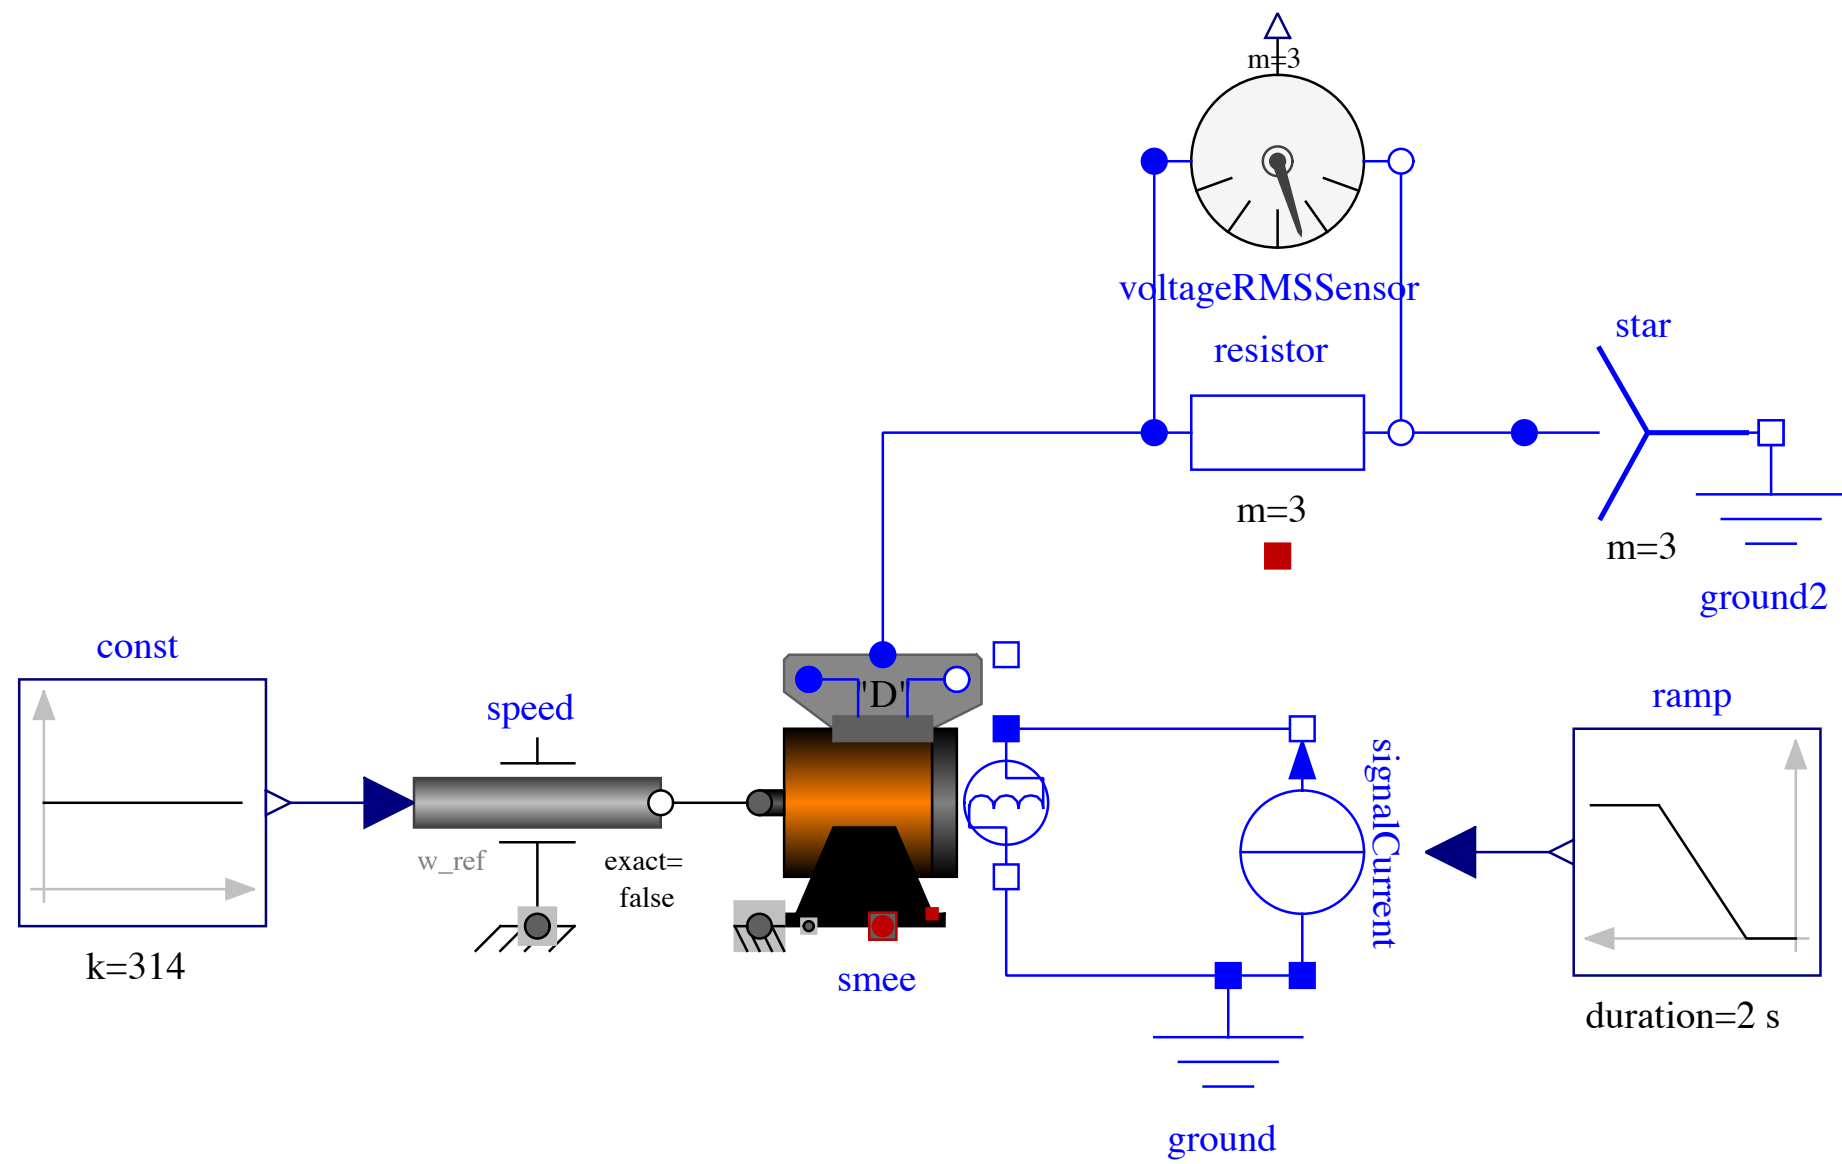 m=3
voltageRMSSensor
star
resistor
m=3
m=3
ground2
const
'D'
ramp
speed
signalCurrent
w_ref
exact=
false
k=314
smee
duration=2 s
ground